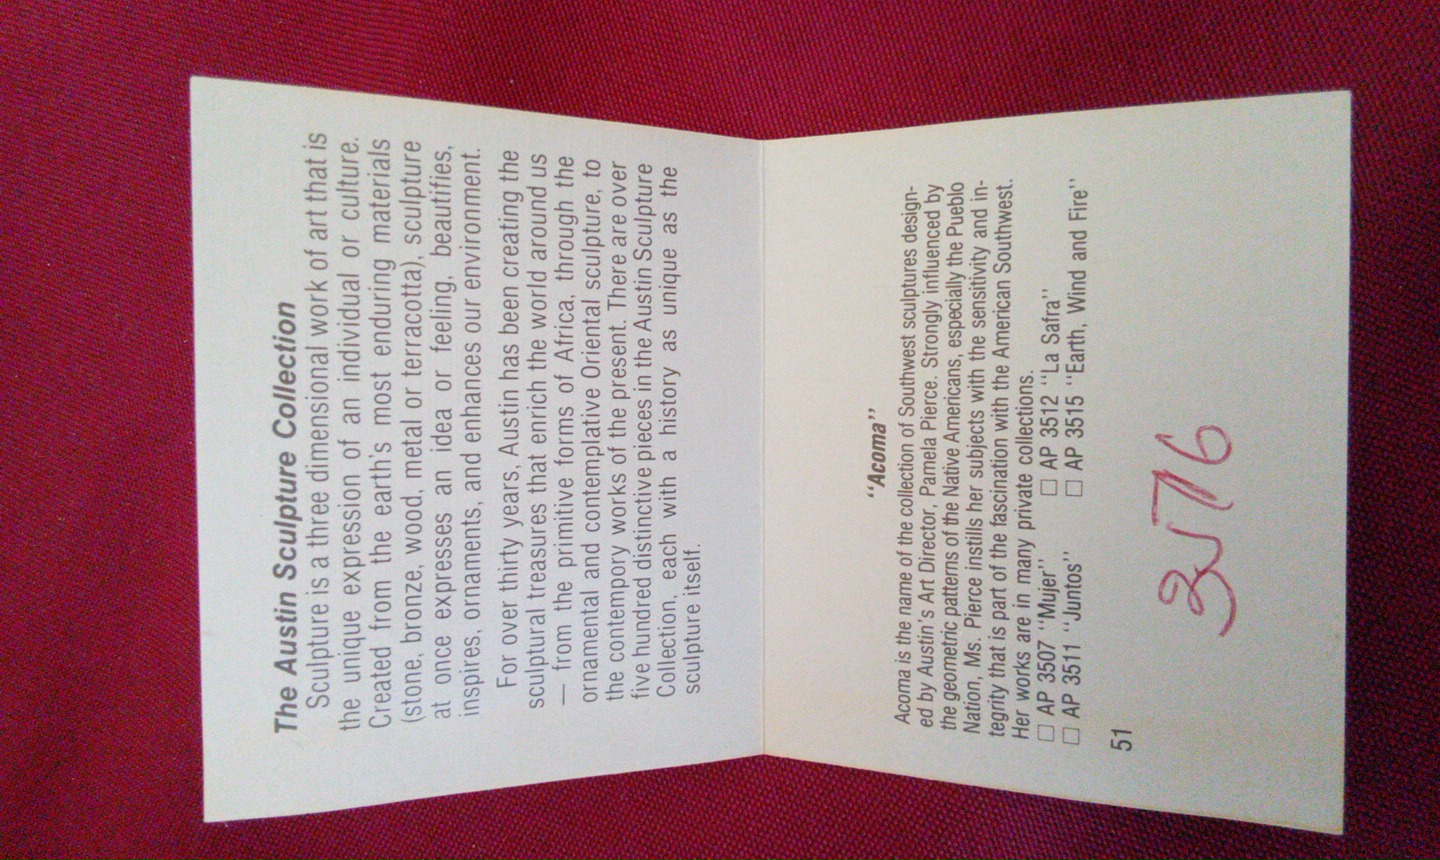 The Austin Sculpture Collection
Sculpture is a three dimensional work of art that is
the unique expression of an individual or culture.
Created from the earth's most enduring materials
(stone, bronze, wood, metal or terracotta), sculpture
at once expresses an idea or feeling, beautifies,
inspires, ornaments, and enhances our environment.
For over thirty years, Austin has been creating the
sculptural treasures that enrich the world around us
— from the primitive forms of Africa, through the
ornamental and contemplative Oriental sculpture, to
the contempory works of the present. There are over
five hundred distinctive pieces in the Austin Sculpture
Collection, each with a history as unique as the
sculpture itself.
"Acoma"
Acoma is the name of the collection of Southwest sculptures design-
ed by Austin's Art Director, Pamela Pierce. Strongly influenced by
the geometric patterns of the Native Americans, especially the Pueblo
Nation, Ms. Pierce instills her subjects with the sensitivity and in-
tegrity that is part of the fascination with the American Southwest.
Her works are in many private collections.
☐ AP 3507 "Mujer" ☐ AP 3512 "La Safra"
☐ AP 3511 "Juntos" ☐ AP 3515 "Earth, Wind and Fire"
51
3576